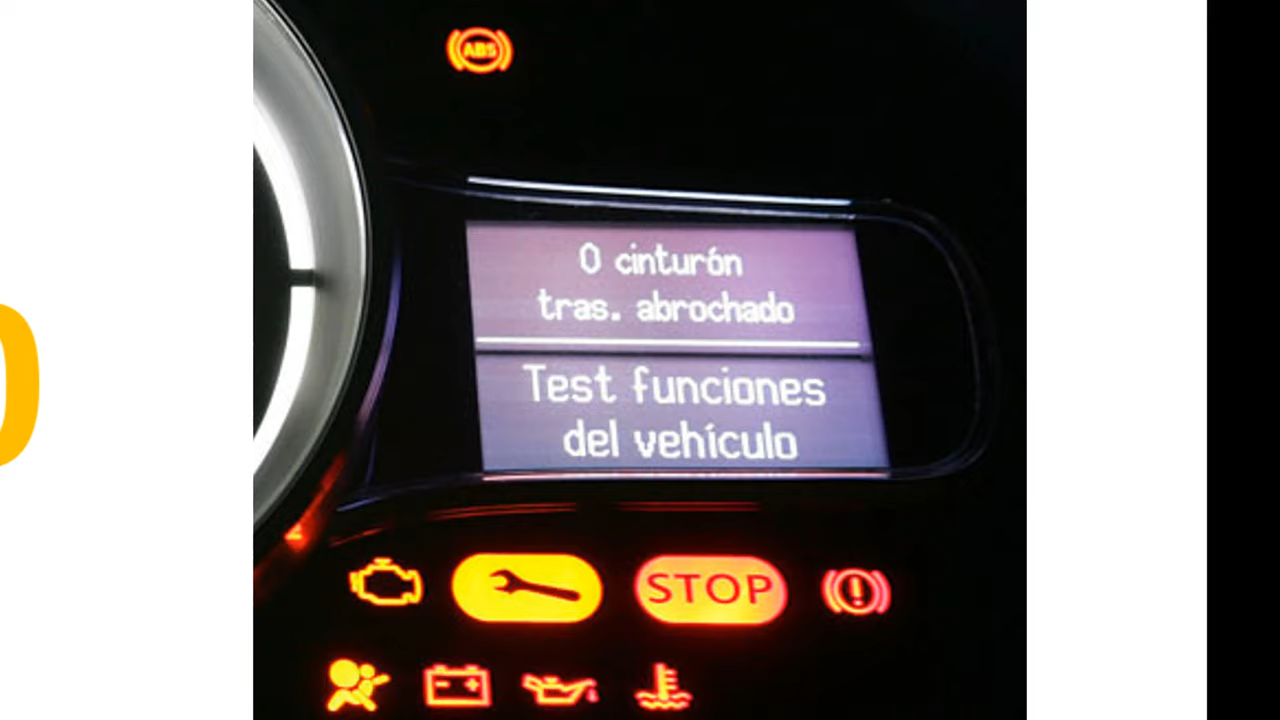 ABS
0 cinturón
tras. abrochado
Test funciones
del vehículo
STOP